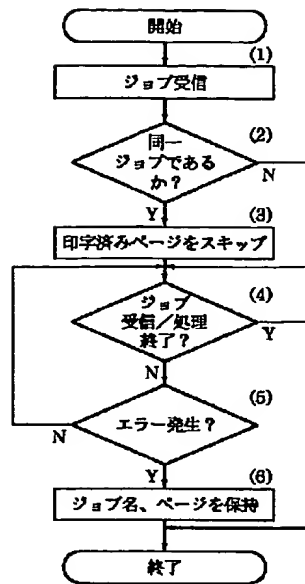 開始
(1)
ジョブ受信
(2)
同一
ジョブである
か?
N
Y
(3)
印字済みページをスキップ
(4)
ジョブ
受信/処理
終了?
Y
N
(5)
エラー発生?
N
Y
(6)
ジョブ名、ページを保持
終了